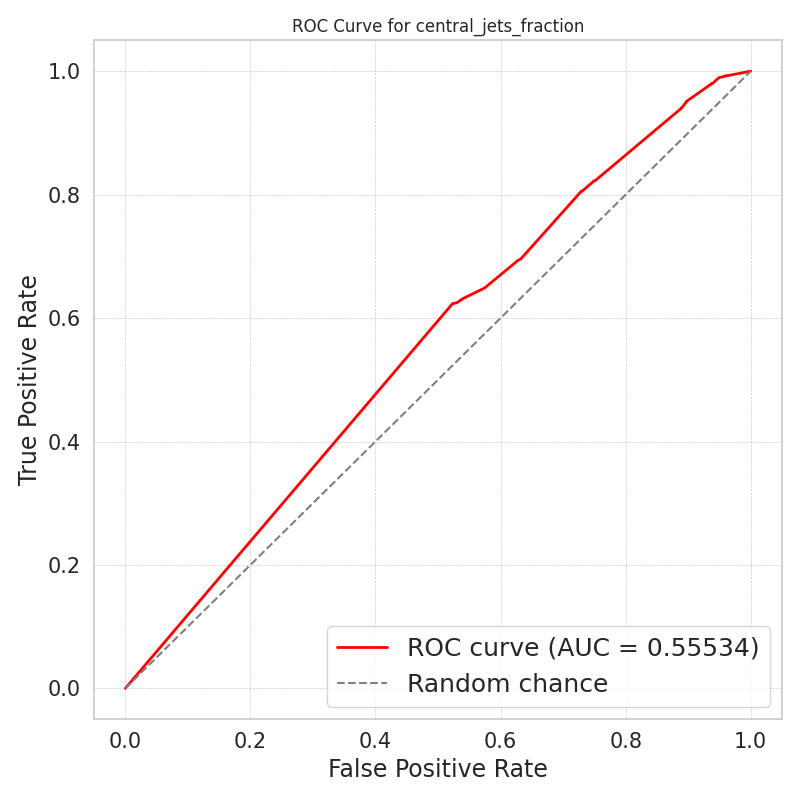 ROC Curve for central_jets_fraction
True Positive Rate
1.0
0.8
0.6
0.4
0.2
0.0
ROC curve (AUC = 0.55534)
Random chance
0.0 0.2 0.4 0.6 0.8 1.0
False Positive Rate